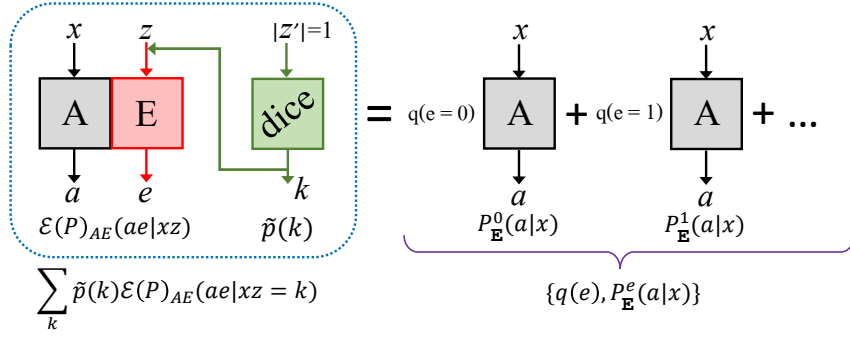 x z |z'|=1 x x
A E dice = q(e = 0) A + q(e = 1) A + ...
a e k a a
ℰ(P)_{AE}(ae|xz) p̃(k) P_𝐄^0(a|x) P_𝐄^1(a|x)
∑_k p̃(k)ℰ(P)_{AE}(ae|xz = k) {q(e), P_𝐄^e(a|x)}